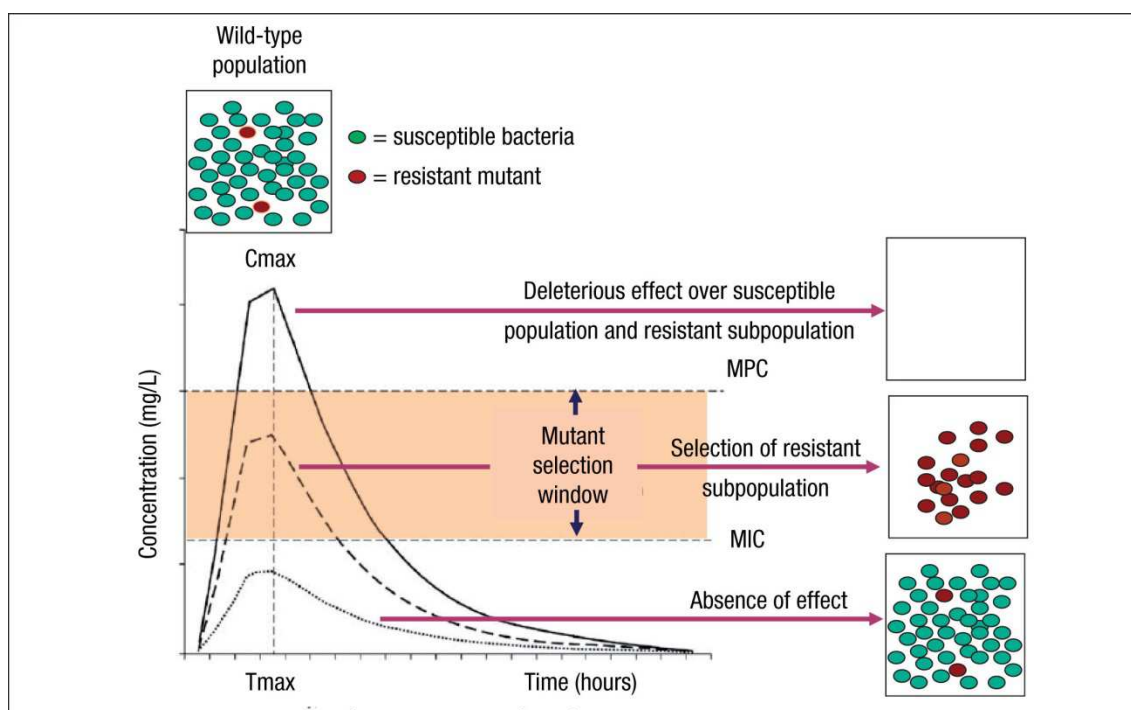 Wild-type
population
= susceptible bacteria
= resistant mutant
Cmax
Deleterious effect over susceptible
population and resistant subpopulation
MPC
Concentration (mg/L)
Mutant
selection
window
Selection of resistant
subpopulation
MIC
Absence of effect
Tmax
Time (hours)